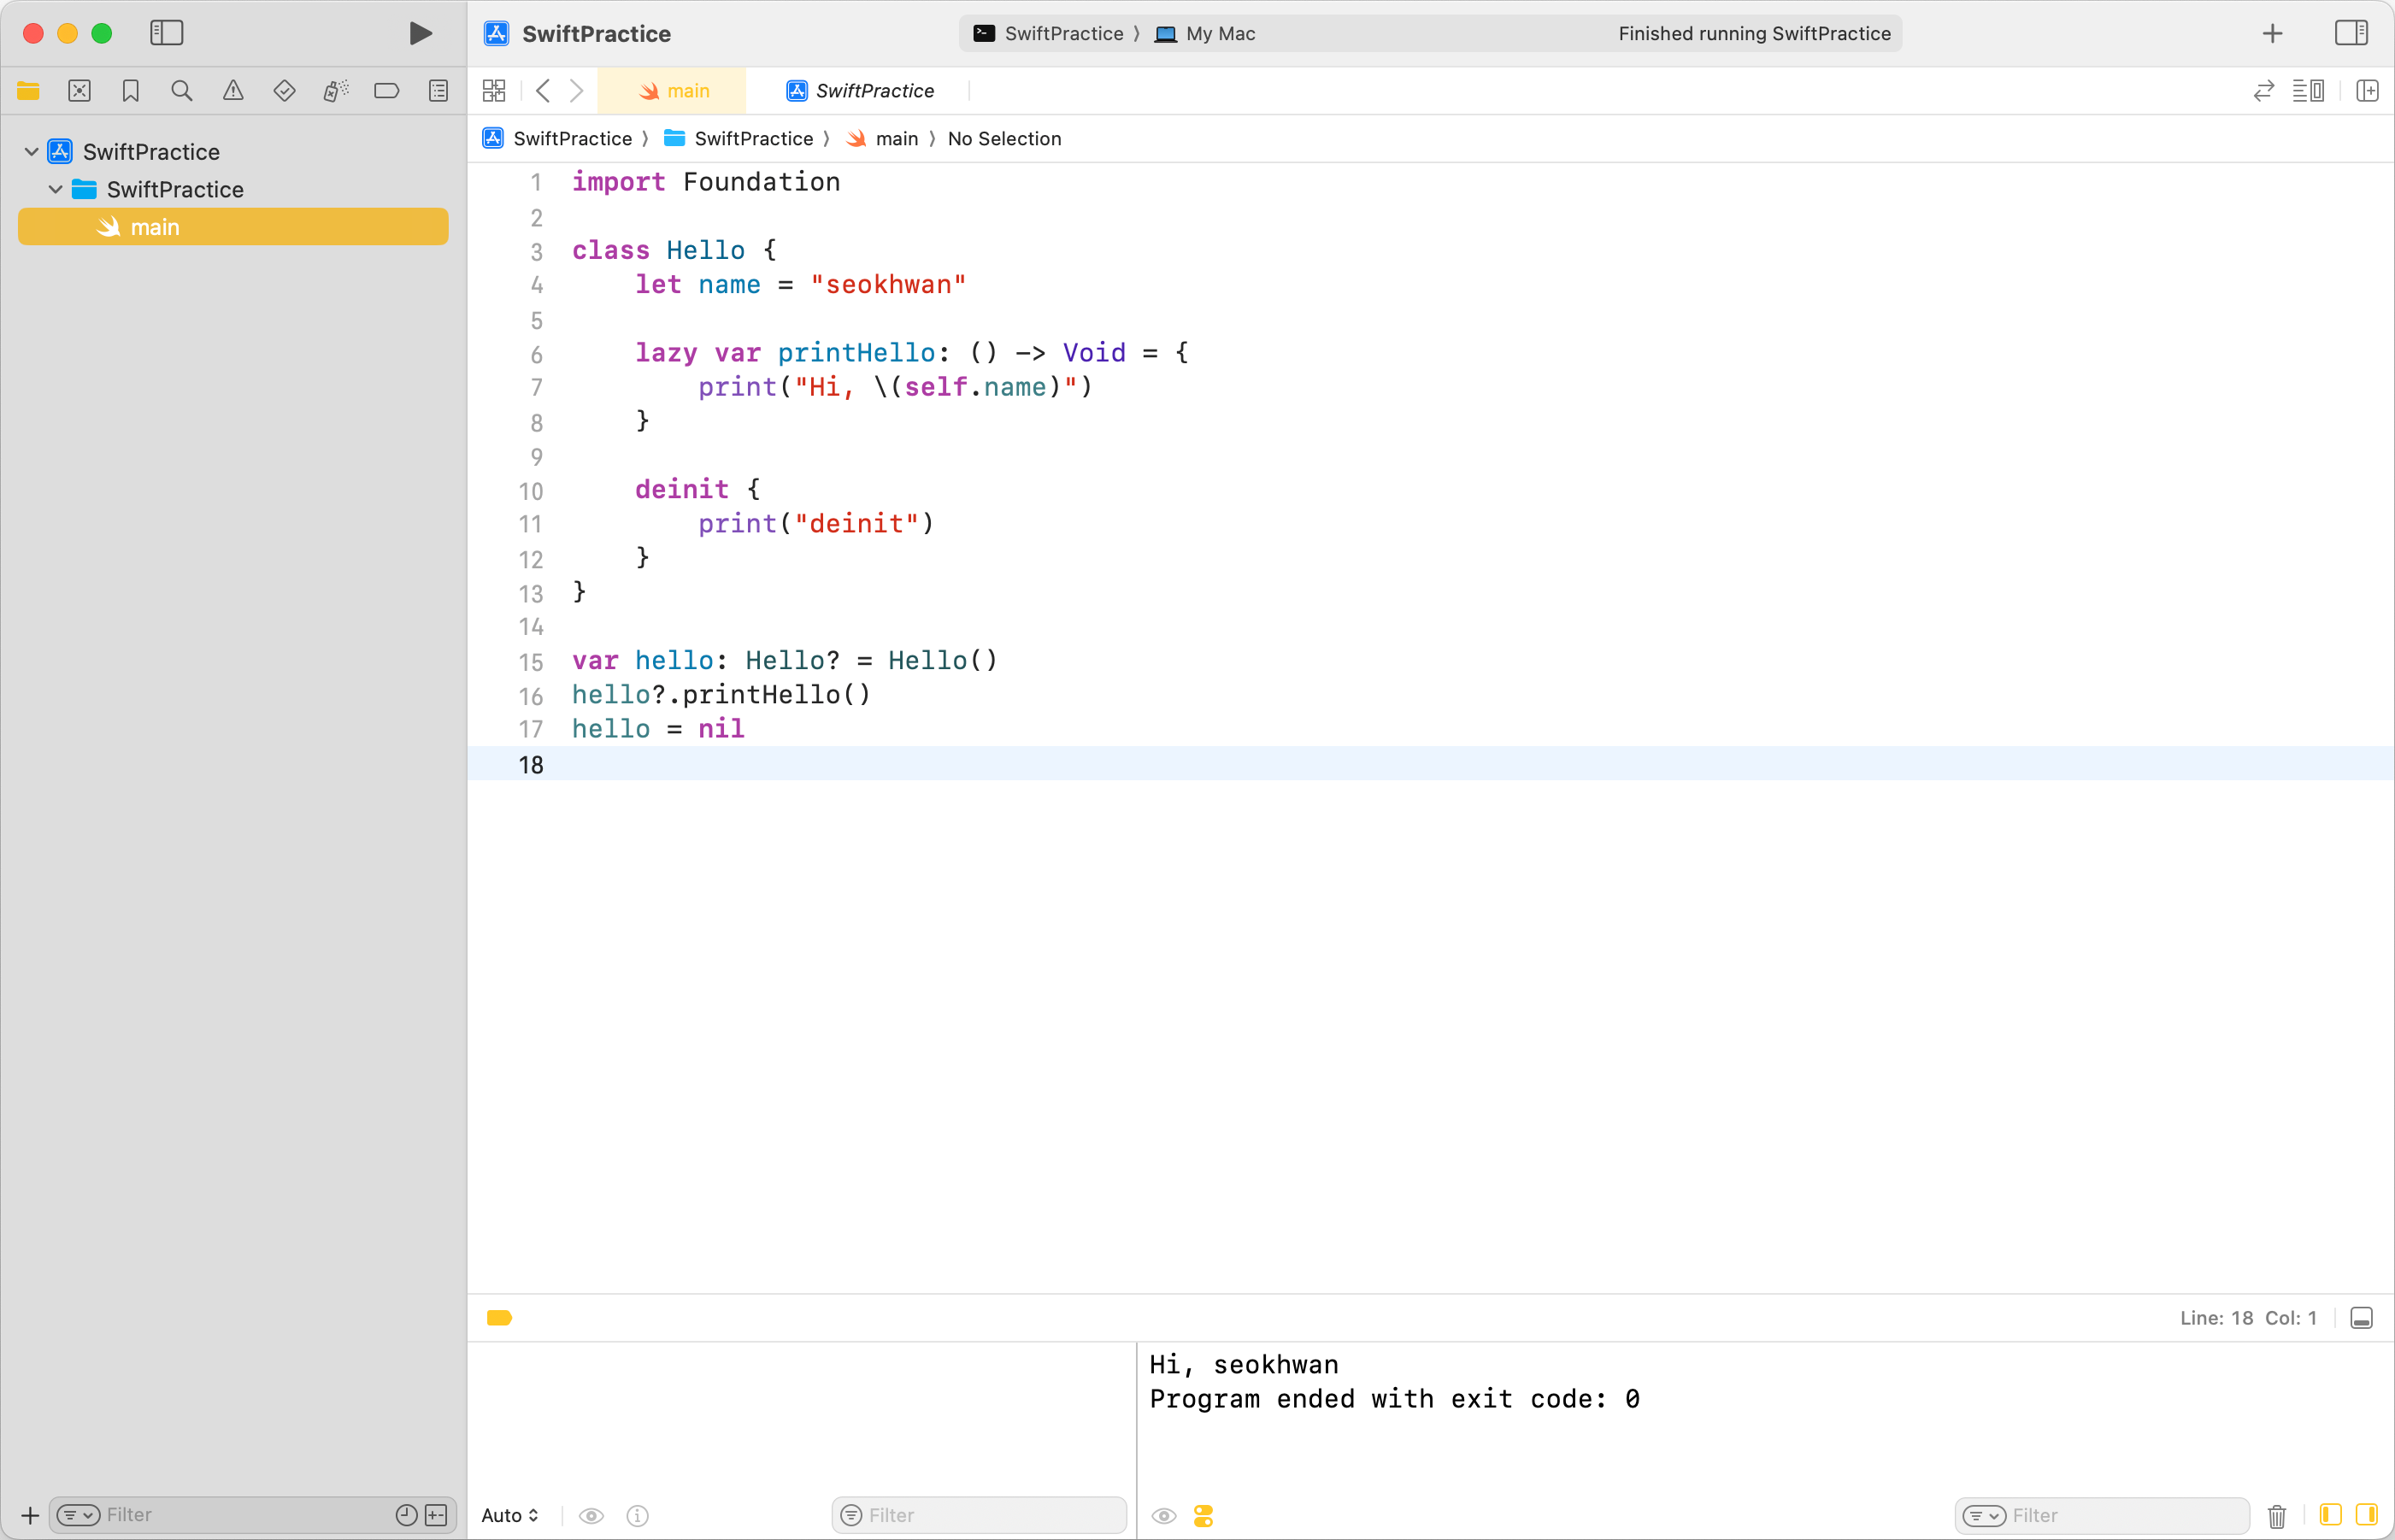 SwiftPractice
SwiftPractice ⟩ My Mac
Finished running SwiftPractice
main
SwiftPractice
SwiftPractice
SwiftPractice
main
SwiftPractice ⟩ SwiftPractice ⟩ main ⟩ No Selection
1 import Foundation
2
3 class Hello {
4     let name = "seokhwan"
5
6     lazy var printHello: () -> Void = {
7         print("Hi, \(self.name)")
8     }
9
10     deinit {
11         print("deinit")
12     }
13 }
14
15 var hello: Hello? = Hello()
16 hello?.printHello()
17 hello = nil
18
Line: 18 Col: 1
Hi, seokhwan
Program ended with exit code: 0
Filter
Auto
Filter
Filter